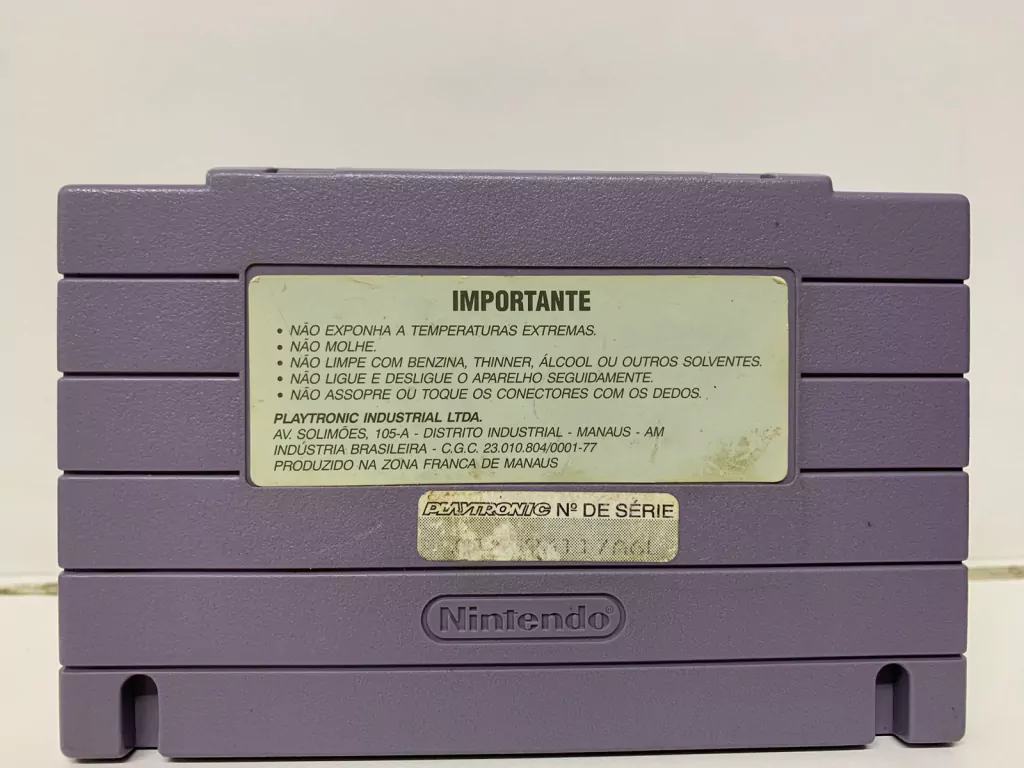 IMPORTANTE
• NÃO EXPONHA A TEMPERATURAS EXTREMAS.
• NÃO MOLHE.
• NÃO LIMPE COM BENZINA, THINNER, ÁLCOOL OU OUTROS SOLVENTES.
• NÃO LIGUE E DESLIGUE O APARELHO SEGUIDAMENTE.
• NÃO ASSOPRE OU TOQUE OS CONECTORES COM OS DEDOS.
PLAYTRONIC INDUSTRIAL LTDA.
AV. SOLIMÕES, 105-A - DISTRITO INDUSTRIAL - MANAUS - AM
INDÚSTRIA BRASILEIRA - C.G.C. 23.010.804/0001-77
PRODUZIDO NA ZONA FRANCA DE MANAUS
PLAYTRONIC Nº DE SÉRIE
Nintendo®